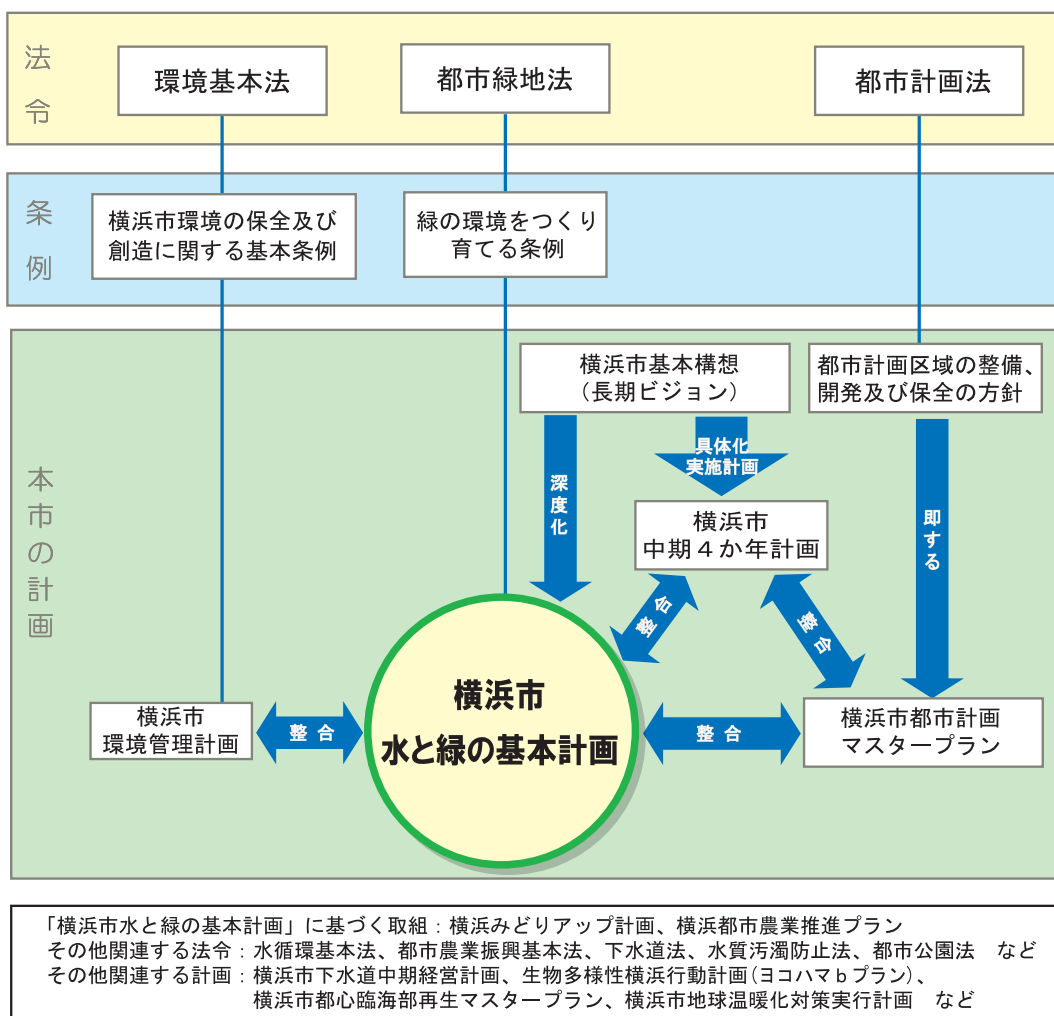 法令
環境基本法
都市緑地法
都市計画法
条例
横浜市環境の保全及び
創造に関する基本条例
緑の環境をつくり
育てる条例
本市の計画
横浜市基本構想
（長期ビジョン）
都市計画区域の整備、
開発及び保全の方針
深度化
具体化
実施計画
即する
横浜市
中期４か年計画
整合
整合
横浜市
環境管理計画
整合
横浜市
水と緑の基本計画
整合
横浜市都市計画
マスタープラン
「横浜市水と緑の基本計画」に基づく取組：横浜みどりアップ計画、横浜都市農業推進プラン
その他関連する法令：水循環基本法、都市農業振興基本法、下水道法、水質汚濁防止法、都市公園法　など
その他関連する計画：横浜市下水道中期経営計画、生物多様性横浜行動計画(ヨコハマｂプラン)、
横浜市都心臨海部再生マスタープラン、横浜市地球温暖化対策実行計画　など